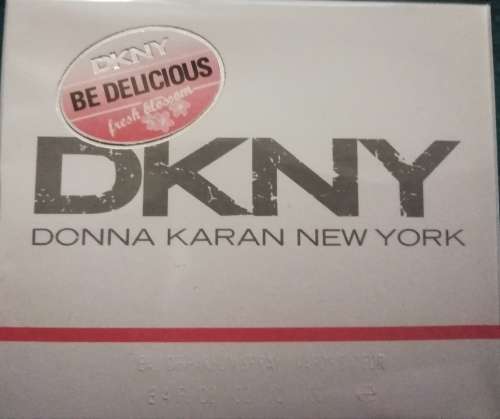 DKNY
BE DELICIOUS
fresh blossom
DKNY
DONNA KARAN NEW YORK